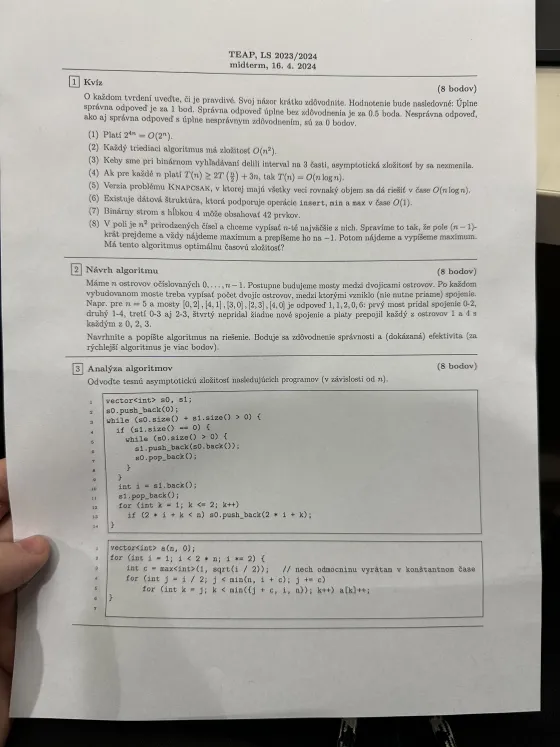 TEAP, LS 2023/2024
midterm, 16. 4. 2024
1 Kvíz (8 bodov)
O každom tvrdení uveďte, či je pravdivé. Svoj názor krátko zdôvodnite. Hodnotenie bude nasledovné: Úplne
správna odpoveď je za 1 bod. Správna odpoveď úplne bez zdôvodnenia je za 0.5 boda. Nesprávna odpoveď,
ako aj správna odpoveď s úplne nesprávnym zdôvodnením, sú za 0 bodov.
(1) Platí 2^{4n} = O(2^n).
(2) Každý triediaci algoritmus má zložitosť O(n²).
(3) Keby sme pri binárnom vyhľadávaní delili interval na 3 časti, asymptotická zložitosť by sa nezmenila.
(4) Ak pre každé n platí T(n) ≥ 2T(n/2) + 3n, tak T(n) = O(n log n).
(5) Verzia problému KNAPCSAK, v ktorej majú všetky veci rovnaký objem sa dá riešiť v čase O(n log n).
(6) Existuje dátová štruktúra, ktorá podporuje operácie insert, min a max v čase O(1).
(7) Binárny strom s hĺbkou 4 môže obsahovať 42 prvkov.
(8) V poli je n² prirodzených čísel a chceme vypísať n-té najväčšie z nich. Spravíme to tak, že pole (n − 1)-
krát prejdeme a vždy nájdeme maximum a prepíšeme ho na −1. Potom nájdeme a vypíšeme maximum.
Má tento algoritmus optimálnu časovú zložitosť?
2 Návrh algoritmu (8 bodov)
Máme n ostrovov očíslovaných 0, . . . , n − 1. Postupne budujeme mosty medzi dvojicami ostrovov. Po každom
vybudovanom moste treba vypísať počet dvojíc ostrovov, medzi ktorými vzniklo (nie nutne priame) spojenie.
Napr. pre n = 5 a mosty [0, 2], [4, 1], [3, 0], [2, 3], [4, 0] je odpoveď 1, 1, 2, 0, 6: prvý most pridal spojenie 0-2,
druhý 1-4, tretí 0-3 aj 2-3, štvrtý nepridal žiadne nové spojenie a piaty prepojil každý z ostrovov 1 a 4 s
každým z 0, 2, 3.
Navrhnite a popíšte algoritmus na riešenie. Boduje sa zdôvodnenie správnosti a (dokázaná) efektivita (za
rýchlejší algoritmus je viac bodov).
3 Analýza algoritmov (8 bodov)
Odvoďte tesnú asymptotickú zložitosť nasledujúcich programov (v závislosti od n).
1 vector<int> s0, s1;
2 s0.push_back(0);
3 while (s0.size() + s1.size() > 0) {
4 if (s1.size() == 0) {
5 while (s0.size() > 0) {
6 s1.push_back(s0.back());
7 s0.pop_back();
8 }
9 }
10 int i = s1.back();
11 s1.pop_back();
12 for (int k = 1; k <= 2; k++)
13 if (2 * i + k < n) s0.push_back(2 * i + k);
14 }
1 vector<int> a(n, 0);
2 for (int i = 1; i < 2 * n; i *= 2) {
3 int c = max<int>(1, sqrt(i / 2)); // nech odmocninu vyrátam v konštantnom čase
4 for (int j = i / 2; j < min(n, i + c); j += c)
5 for (int k = j; k < min({j + c, i, n}); k++) a[k]++;
6 }
7